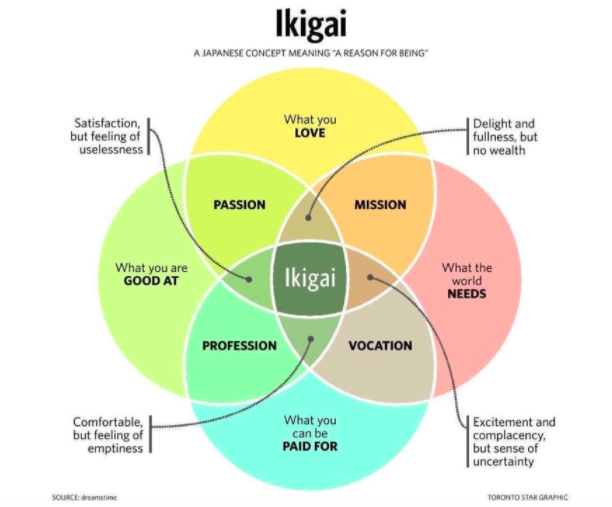 Ikigai
A JAPANESE CONCEPT MEANING "A REASON FOR BEING"
What you
LOVE
Satisfaction,
but feeling of
uselessness
Delight and
fullness, but
no wealth
PASSION
MISSION
What you are
GOOD AT
Ikigai
What the
world
NEEDS
PROFESSION
VOCATION
Comfortable,
but feeling of
emptiness
What you
can be
PAID FOR
Excitement and
complacency,
but sense of
uncertainty
SOURCE: dreamstime
TORONTO STAR GRAPHIC